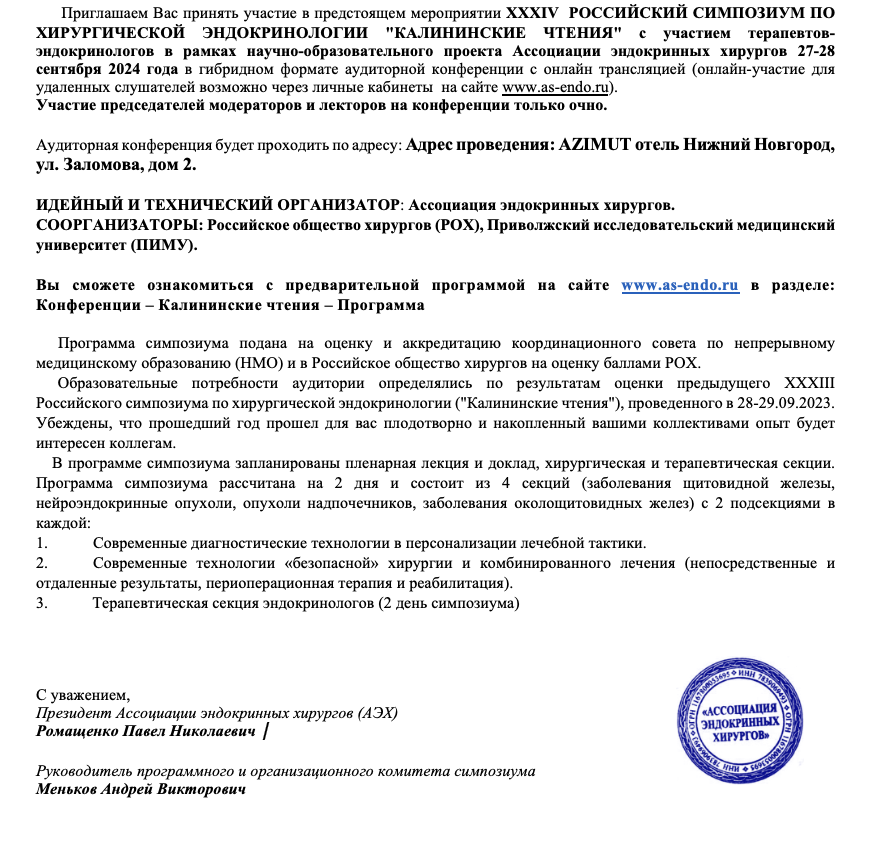 Приглашаем Вас принять участие в предстоящем мероприятии XXXIV РОССИЙСКИЙ СИМПОЗИУМ ПО
ХИРУРГИЧЕСКОЙ ЭНДОКРИНОЛОГИИ "КАЛИНИНСКИЕ ЧТЕНИЯ" с участием терапевтов-
эндокринологов в рамках научно-образовательного проекта Ассоциации эндокринных хирургов 27-28
сентября 2024 года в гибридном формате аудиторной конференции с онлайн трансляцией (онлайн-участие для
удаленных слушателей возможно через личные кабинеты на сайте www.as-endo.ru).
Участие председателей модераторов и лекторов на конференции только очно.
Аудиторная конференция будет проходить по адресу: Адрес проведения: AZIMUT отель Нижний Новгород,
ул. Заломова, дом 2.
ИДЕЙНЫЙ И ТЕХНИЧЕСКИЙ ОРГАНИЗАТОР: Ассоциация эндокринных хирургов.
СООРГАНИЗАТОРЫ: Российское общество хирургов (РОХ), Приволжский исследовательский медицинский
университет (ПИМУ).
Вы сможете ознакомиться с предварительной программой на сайте www.as-endo.ru в разделе:
Конференции – Калининские чтения – Программа
Программа симпозиума подана на оценку и аккредитацию координационного совета по непрерывному
медицинскому образованию (НМО) и в Российское общество хирургов на оценку баллами РОХ.
Образовательные потребности аудитории определялись по результатам оценки предыдущего XXXIII
Российского симпозиума по хирургической эндокринологии ("Калининские чтения"), проведенного в 28-29.09.2023.
Убеждены, что прошедший год прошел для вас плодотворно и накопленный вашими коллективами опыт будет
интересен коллегам.
В программе симпозиума запланированы пленарная лекция и доклад, хирургическая и терапевтическая секции.
Программа симпозиума рассчитана на 2 дня и состоит из 4 секций (заболевания щитовидной железы,
нейроэндокринные опухоли, опухоли надпочечников, заболевания околощитовидных желез) с 2 подсекциями в
каждой:
1. Современные диагностические технологии в персонализации лечебной тактики.
2. Современные технологии «безопасной» хирургии и комбинированного лечения (непосредственные и
отдаленные результаты, периоперационная терапия и реабилитация).
3. Терапевтическая секция эндокринологов (2 день симпозиума)
С уважением,
Президент Ассоциации эндокринных хирургов (АЭХ)
Ромащенко Павел Николаевич
Руководитель программного и организационного комитета симпозиума
Меньков Андрей Викторович
«АССОЦИАЦИЯ
ЭНДОКРИННЫХ
ХИРУРГОВ»